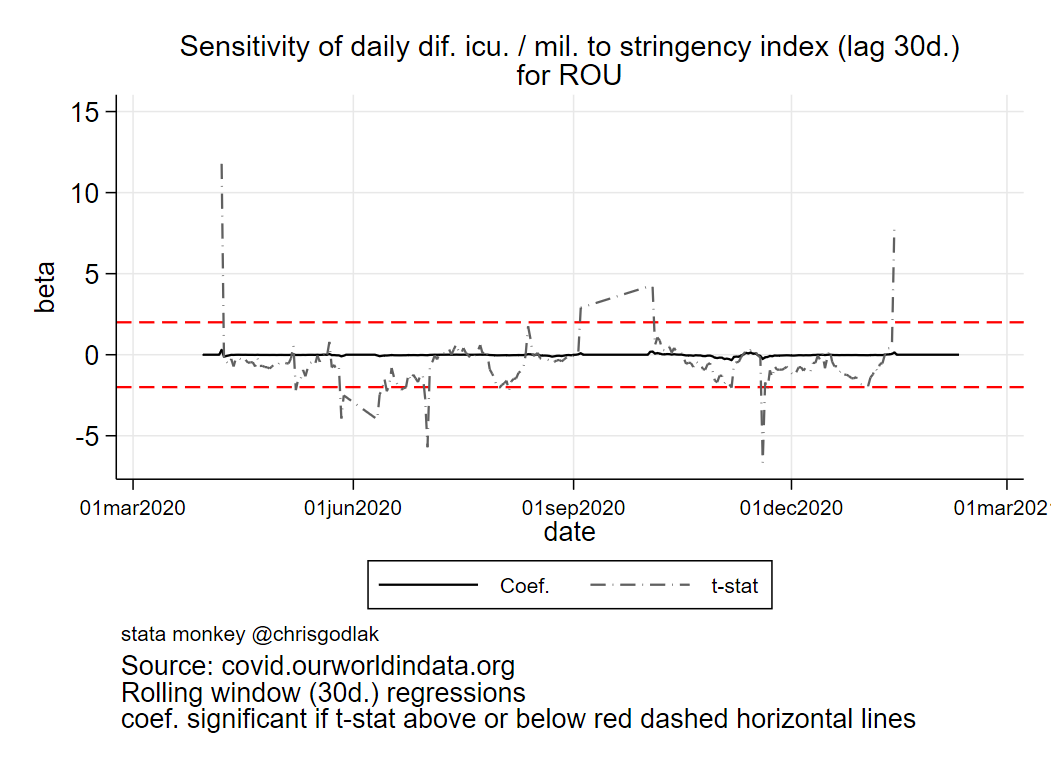 Sensitivity of daily dif. icu. / mil. to stringency index (lag 30d.)
for ROU
15
10
5
0
-5
beta
01mar2020
01jun2020
01sep2020
01dec2020
01mar202
date
Coef.
t-stat
stata monkey @chrisgodlak
Source: covid.ourworldindata.org
Rolling window (30d.) regressions
coef. significant if t-stat above or below red dashed horizontal lines